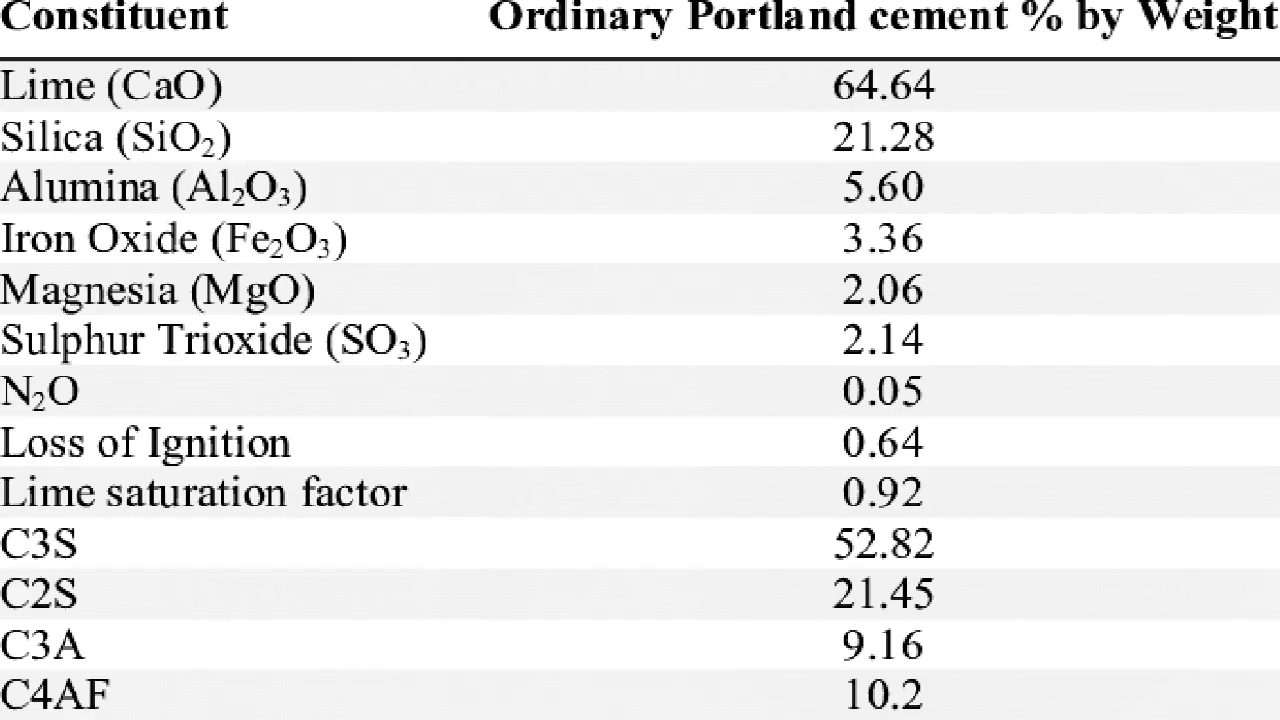 Constituent Ordinary Portland cement % by Weight
Lime (CaO) 64.64
Silica (SiO₂) 21.28
Alumina (Al₂O₃) 5.60
Iron Oxide (Fe₂O₃) 3.36
Magnesia (MgO) 2.06
Sulphur Trioxide (SO₃) 2.14
N₂O 0.05
Loss of Ignition 0.64
Lime saturation factor 0.92
C3S 52.82
C2S 21.45
C3A 9.16
C4AF 10.2